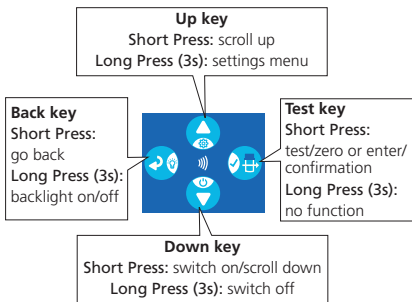 Up key
Short Press: scroll up
Long Press (3s): settings menu
Back key
Short Press:
go back
Long Press (3s):
backlight on/off
Test key
Short Press:
test/zero or enter/
confirmation
Long Press (3s):
no function
Down key
Short Press: switch on/scroll down
Long Press (3s): switch off